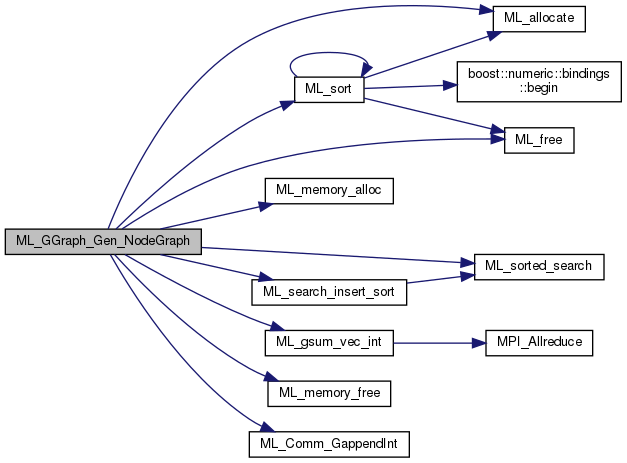 ML_allocate
boost::numeric::bindings
::begin
ML_sort
ML_free
ML_memory_alloc
ML_GGraph_Gen_NodeGraph
ML_sorted_search
ML_search_insert_sort
ML_gsum_vec_int
MPI_Allreduce
ML_memory_free
ML_Comm_GappendInt